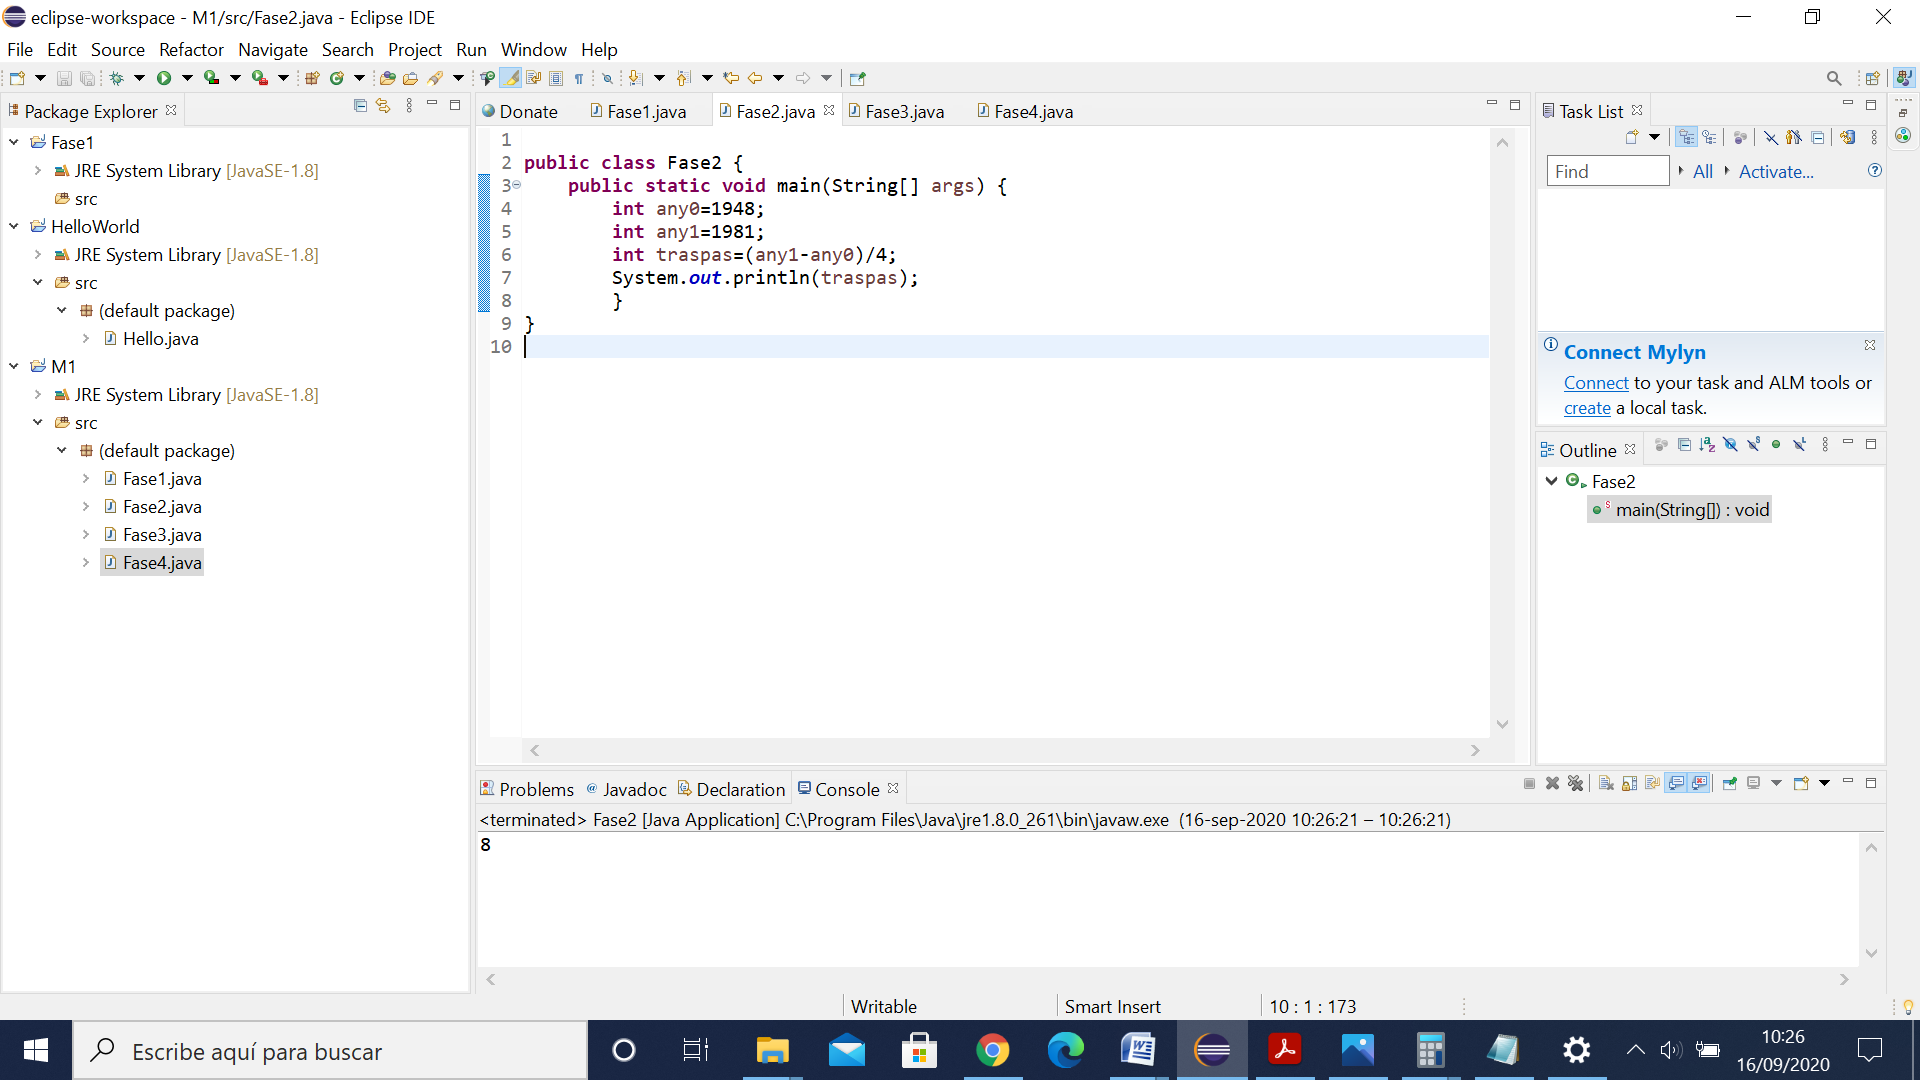 eclipse-workspace - M1/src/Fase2.java - Eclipse IDE
File Edit Source Refactor Navigate Search Project Run Window Help
Package Explorer
Fase1
JRE System Library [JavaSE-1.8]
src
HelloWorld
JRE System Library [JavaSE-1.8]
src
(default package)
Hello.java
M1
JRE System Library [JavaSE-1.8]
src
(default package)
Fase1.java
Fase2.java
Fase3.java
Fase4.java
Donate Fase1.java Fase2.java Fase3.java Fase4.java
1
2 public class Fase2 {
3 public static void main(String[] args) {
4 int any0=1948;
5 int any1=1981;
6 int traspas=(any1-any0)/4;
7 System.out.println(traspas);
8 }
9 }
10
Task List
Find All Activate...
Connect Mylyn
Connect to your task and ALM tools or
create a local task.
Outline
Fase2
main(String[]) : void
Problems Javadoc Declaration Console
<terminated> Fase2 [Java Application] C:\Program Files\Java\jre1.8.0_261\bin\javaw.exe (16-sep-2020 10:26:21 – 10:26:21)
8
Writable Smart Insert 10 : 1 : 173
Escribe aquí para buscar
10:26
16/09/2020